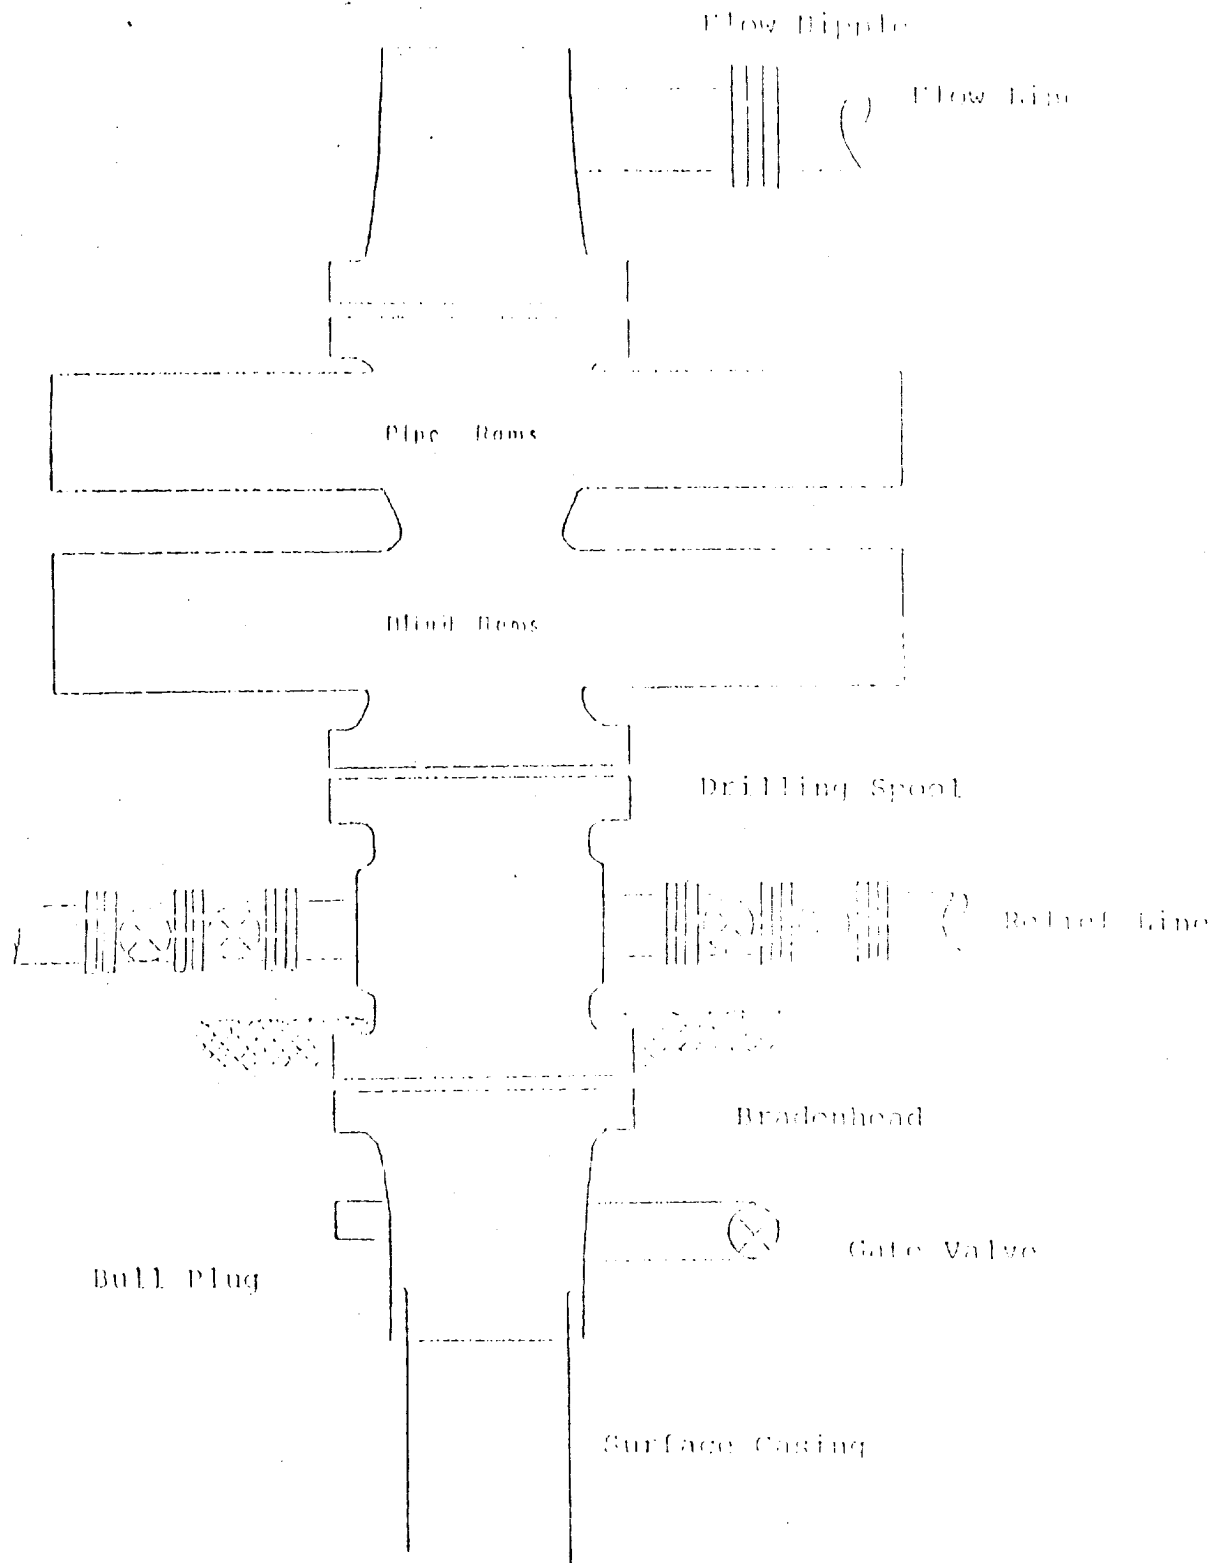 Flow Nipple
Flow Line
Pipe Rams
Blind Rams
Drilling Spool
Relief Line
Bradenhead
Gate Valve
Bull Plug
Surface Casing